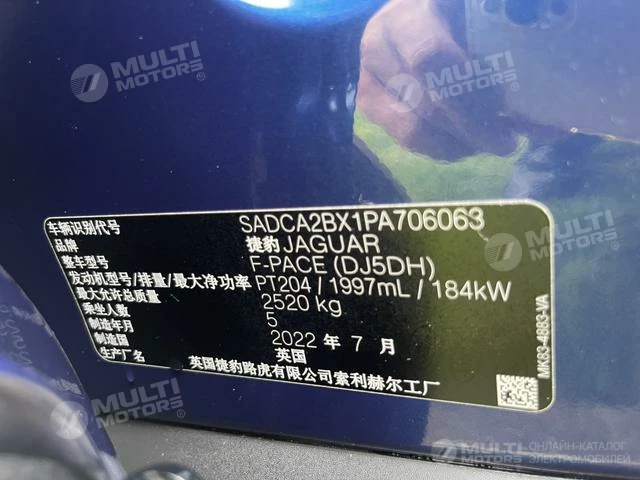 MULTI
MOTORS
MULTI
MOTORS
车辆识别代号 SADCA2BX1PA706063
品牌 捷豹 JAGUAR
整车型号 F-PACE (DJ5DH)
发动机型号/排量/最大净功率 PT204 / 1997mL / 184kW
最大允许总质量 2520 kg
乘坐人数 5
制造年月 2022 年 7 月
制造国 英国
生产厂名 英国捷豹路虎有限公司索利赫尔工厂
MK83-4883-VA
MULTI
MOTORS
MULTI
MOTORS
MULTI
MOTORS
ОНЛАЙН-КАТАЛОГ
ЭЛЕКТРОМОБИЛЕЙ